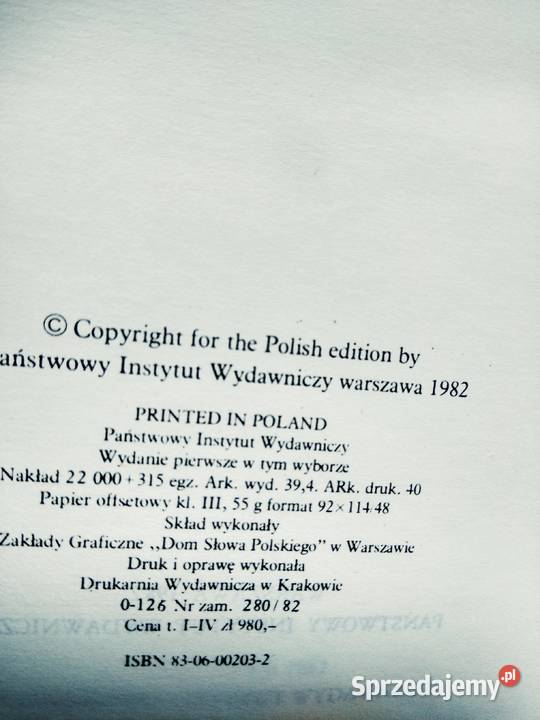 © Copyright for the Polish edition by
aństwowy Instytut Wydawniczy warszawa 1982
PRINTED IN POLAND
Państwowy Instytut Wydawniczy
Wydanie pierwsze w tym wyborze
Nakład 22 000 + 315 egz. Ark. wyd. 39,4. ARk. druk. 40
Papier offsetowy kl. III, 55 g format 92 × 114/48
Skład wykonały
Zakłady Graficzne ,,Dom Słowa Polskiego" w Warszawie
Druk i oprawę wykonała
Drukarnia Wydawnicza w Krakowie
0-126 Nr zam. 280/82
Cena t. I-IV zł 980,-
ISBN 83-06-00203-2
Sprzedajemy.pl